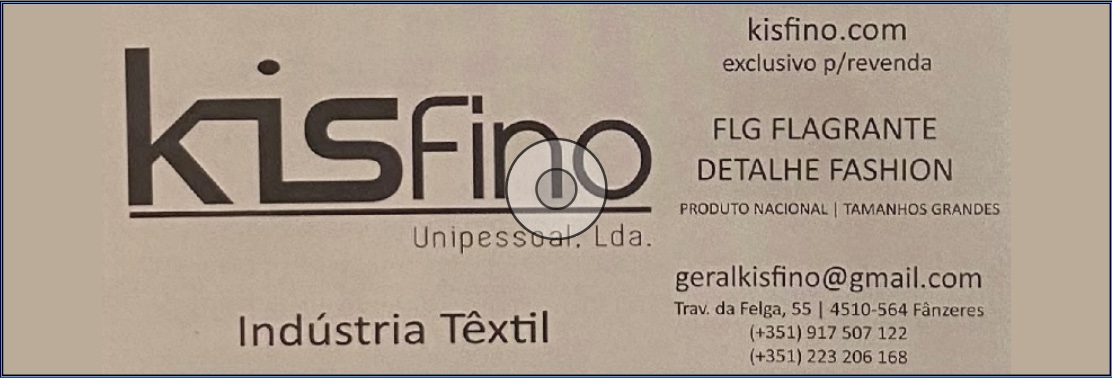 kisfino
Unipessoal, Lda.
Indústria Têxtil
kisfino.com
exclusivo p/revenda
FLG FLAGRANTE
DETALHE FASHION
PRODUTO NACIONAL | TAMANHOS GRANDES
geralkisfino@gmail.com
Trav. da Felga, 55 | 4510-564 Fânzeres
(+351) 917 507 122
(+351) 223 206 168